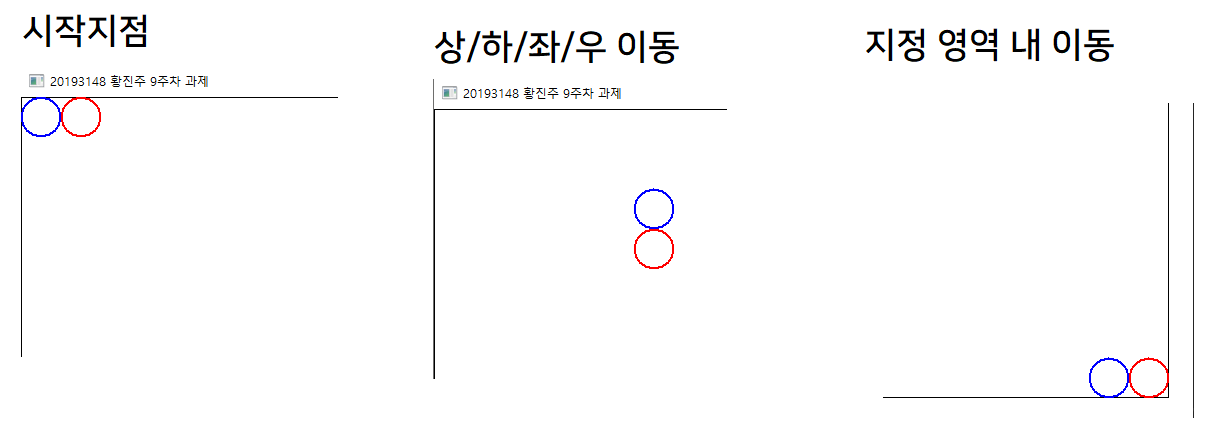 시작지점
20193148 황진주 9주차 과제
상/하/좌/우 이동
20193148 황진주 9주차 과제
지정 영역 내 이동